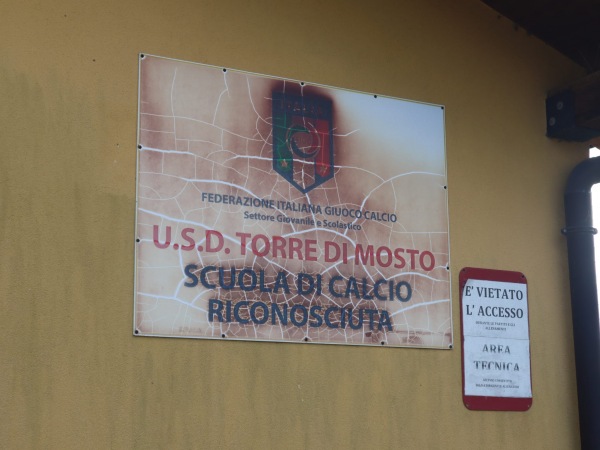 FEDERAZIONE ITALIANA GIUOCO CALCIO
Settore Giovanile e Scolastico
U.S.D. TORRE DI MOSTO
SCUOLA DI CALCIO
RICONOSCIUTA
E' VIETATO
L' ACCESSO
AREA
TECNICA